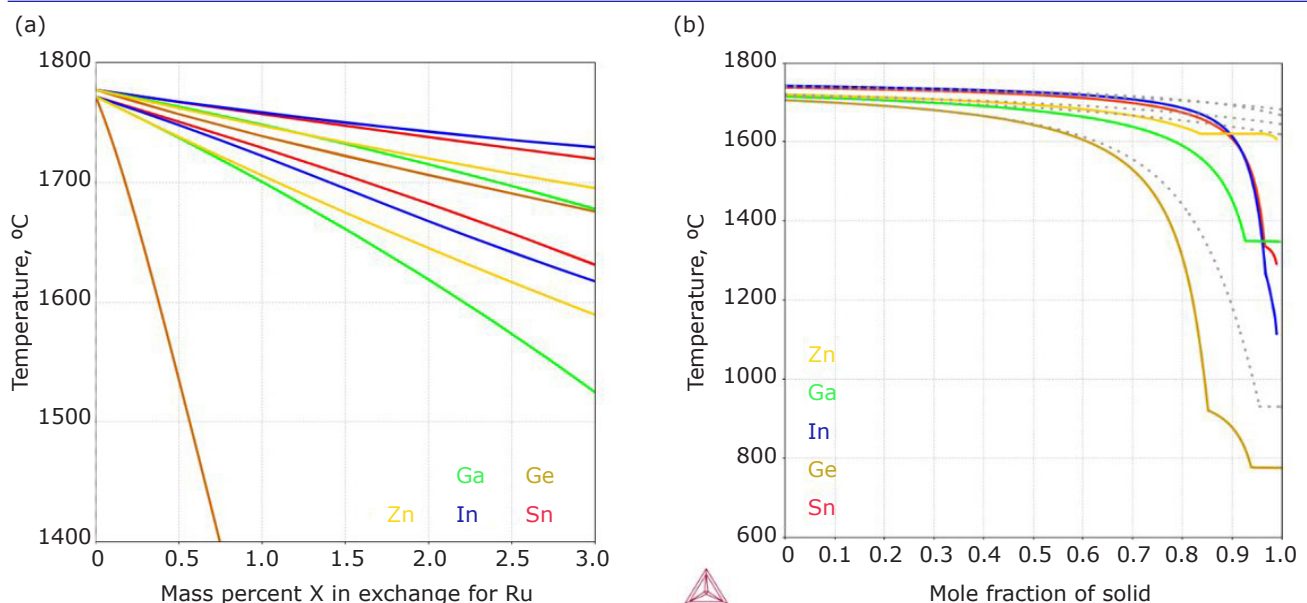 (a)
1800
1700
1600
1500
1400
Temperature, ºC
Ga Ge
Zn In Sn
0 0.5 1.0 1.5 2.0 2.5 3.0
Mass percent X in exchange for Ru
(b)
1800
1600
1400
1200
1000
800
600
Temperature, ºC
Zn
Ga
In
Ge
Sn
0 0.1 0.2 0.3 0.4 0.5 0.6 0.7 0.8 0.9 1.0
Mole fraction of solid